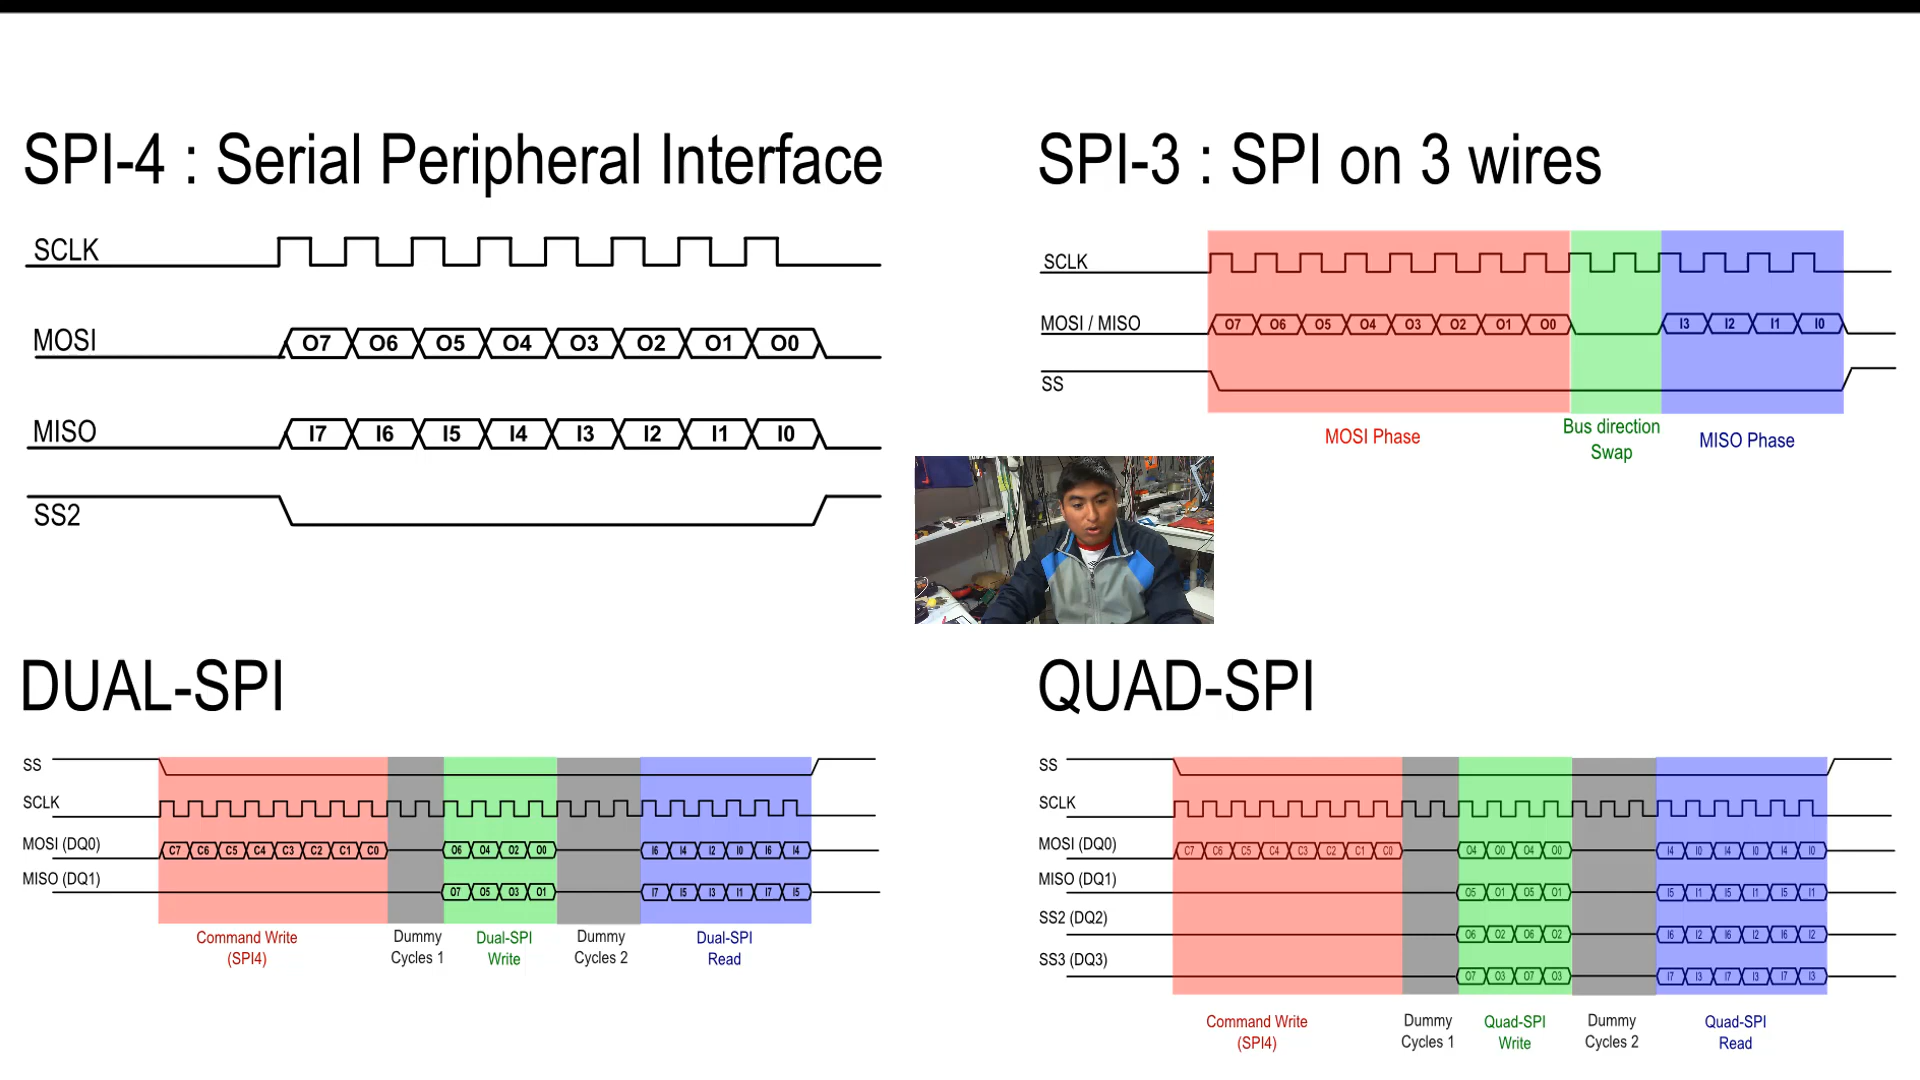 SPI-4 : Serial Peripheral Interface
SCLK
MOSI
O7 O6 O5 O4 O3 O2 O1 O0
MISO
I7 I6 I5 I4 I3 I2 I1 I0
SS2
SPI-3 : SPI on 3 wires
SCLK
MOSI / MISO
O7 O6 O5 O4 O3 O2 O1 O0 I3 I2 I1 I0
SS
MOSI Phase
Bus direction
Swap
MISO Phase
DUAL-SPI
SS
SCLK
MOSI (DQ0)
C7 C6 C5 C4 C3 C2 C1 C0 O6 O4 O2 O0 I6 I4 I2 I0 I6 I4
MISO (DQ1)
O7 O5 O3 O1 I7 I5 I3 I1 I7 I5
Command Write
(SPI4)
Dummy
Cycles 1
Dual-SPI
Write
Dummy
Cycles 2
Dual-SPI
Read
QUAD-SPI
SS
SCLK
MOSI (DQ0)
C7 C6 C5 C4 C3 C2 C1 C0 O4 O0 O4 O0 I4 I0 I4 I0 I4 I0
MISO (DQ1)
O5 O1 O5 O1 I5 I1 I5 I1 I5 I1
SS2 (DQ2)
O6 O2 O6 O2 I6 I2 I6 I2 I6 I2
SS3 (DQ3)
O7 O3 O7 O3 I7 I3 I7 I3 I7 I3
Command Write
(SPI4)
Dummy
Cycles 1
Quad-SPI
Write
Dummy
Cycles 2
Quad-SPI
Read